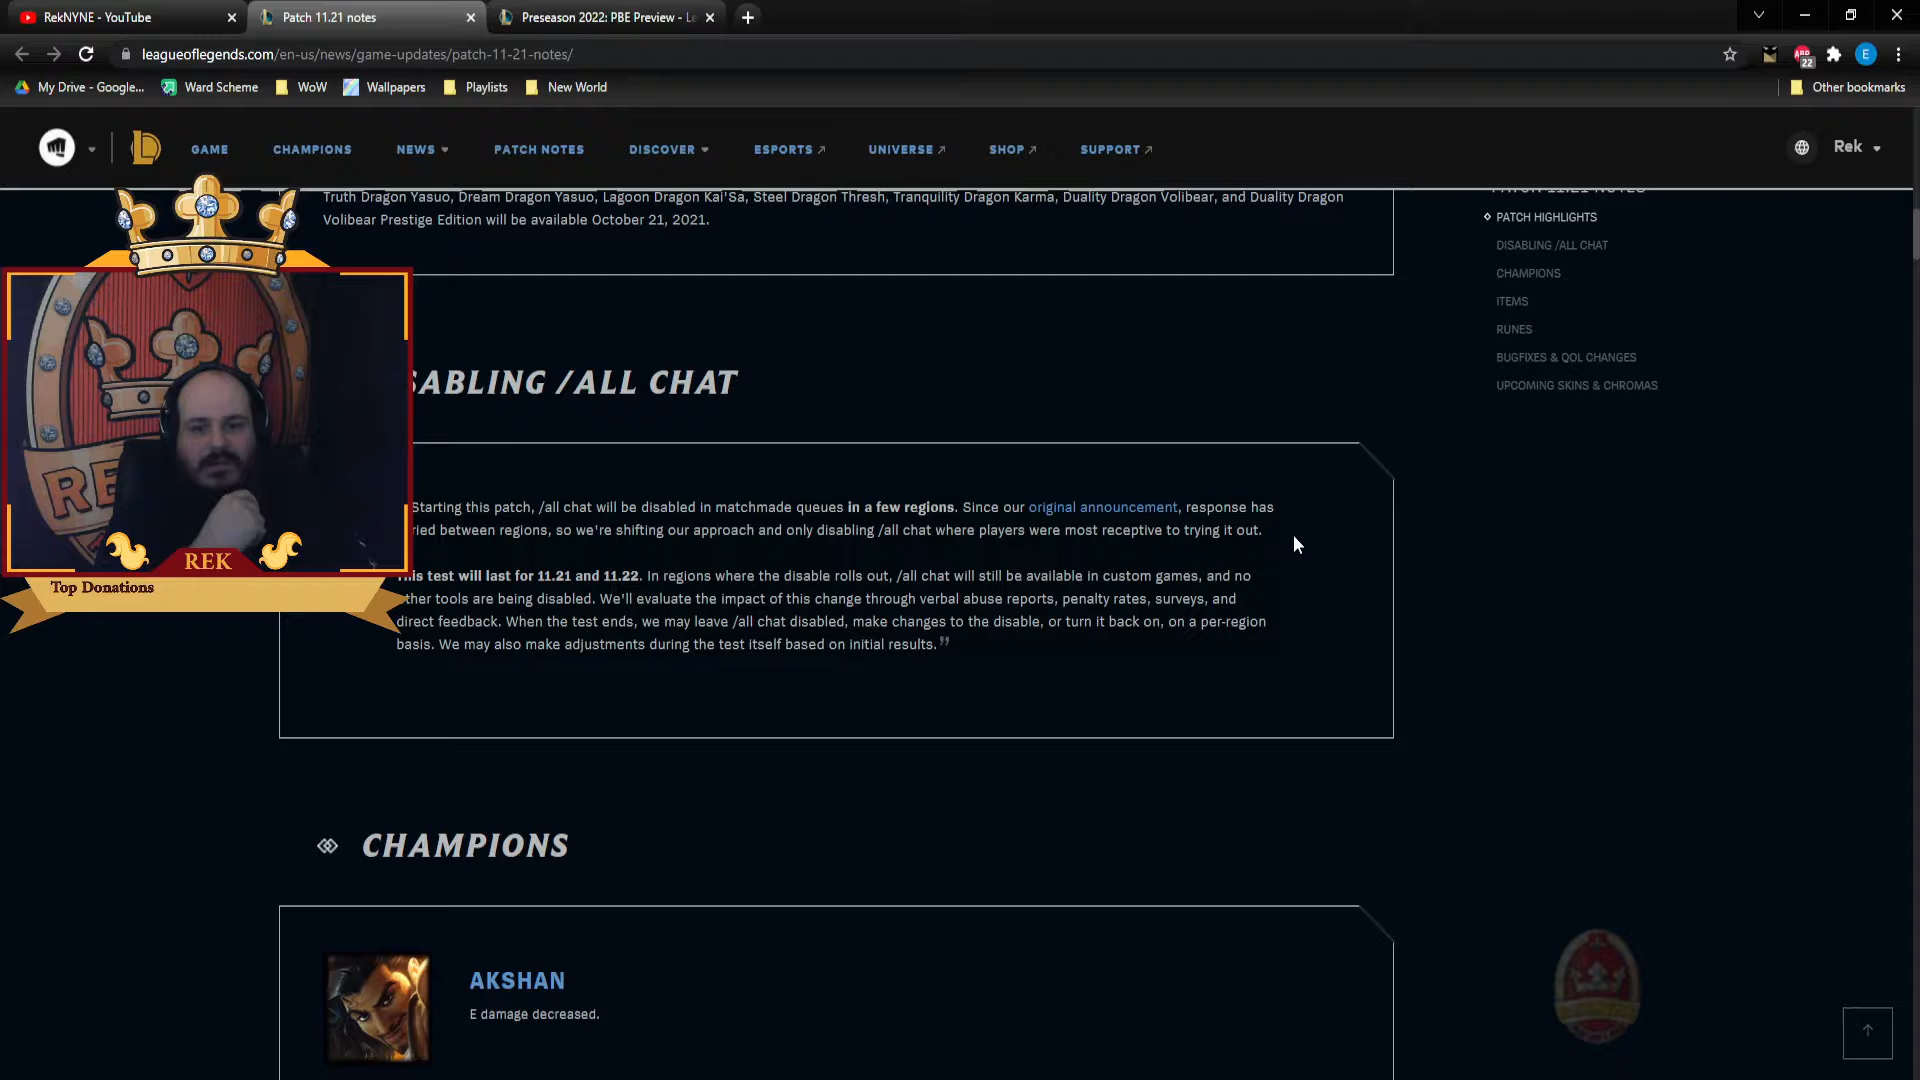 RekNYNE - YouTube
Patch 11.21 notes
Preseason 2022: PBE Preview - Le
leagueoflegends.com/en-us/news/game-updates/patch-11-21-notes/
ABP
22
E
My Drive - Google...
Ward Scheme
WoW
Wallpapers
Playlists
New World
Other bookmarks
GAME
CHAMPIONS
NEWS
PATCH NOTES
DISCOVER
ESPORTS
UNIVERSE
SHOP
SUPPORT
Rek
Truth Dragon Yasuo, Dream Dragon Yasuo, Lagoon Dragon Kai'Sa, Steel Dragon Thresh, Tranquility Dragon Karma, Duality Dragon Volibear, and Duality Dragon
Volibear Prestige Edition will be available October 21, 2021.
PATCH 11.21 NOTES
PATCH HIGHLIGHTS
DISABLING /ALL CHAT
CHAMPIONS
ITEMS
RUNES
BUGFIXES & QOL CHANGES
UPCOMING SKINS & CHROMAS
SABLING /ALL CHAT
Starting this patch, /all chat will be disabled in matchmade queues in a few regions. Since our original announcement, response has
ried between regions, so we're shifting our approach and only disabling /all chat where players were most receptive to trying it out.
his test will last for 11.21 and 11.22. In regions where the disable rolls out, /all chat will still be available in custom games, and no
ther tools are being disabled. We'll evaluate the impact of this change through verbal abuse reports, penalty rates, surveys, and
direct feedback. When the test ends, we may leave /all chat disabled, make changes to the disable, or turn it back on, on a per-region
basis. We may also make adjustments during the test itself based on initial results.”
RE
REK
Top Donations
CHAMPIONS
AKSHAN
E damage decreased.